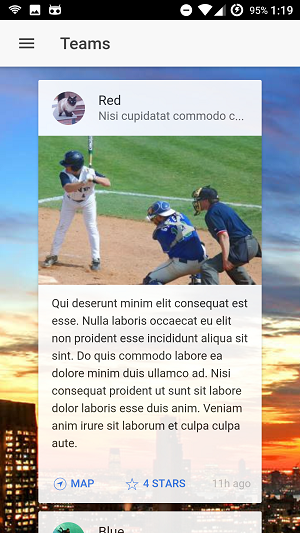 95% 1:19
Teams
Red
Nisi cupidatat commodo c...
Qui deserunt minim elit consequat est
esse. Nulla laboris occaecat eu elit
non proident esse incididunt aliqua sit
sint. Do quis commodo labore ea
dolore minim duis ullamco ad. Nisi
consequat proident ut sunt sit labore
dolor laboris esse duis anim. Veniam
anim irure sit laborum et culpa culpa
aute.
MAP 4 STARS 11h ago
Blue